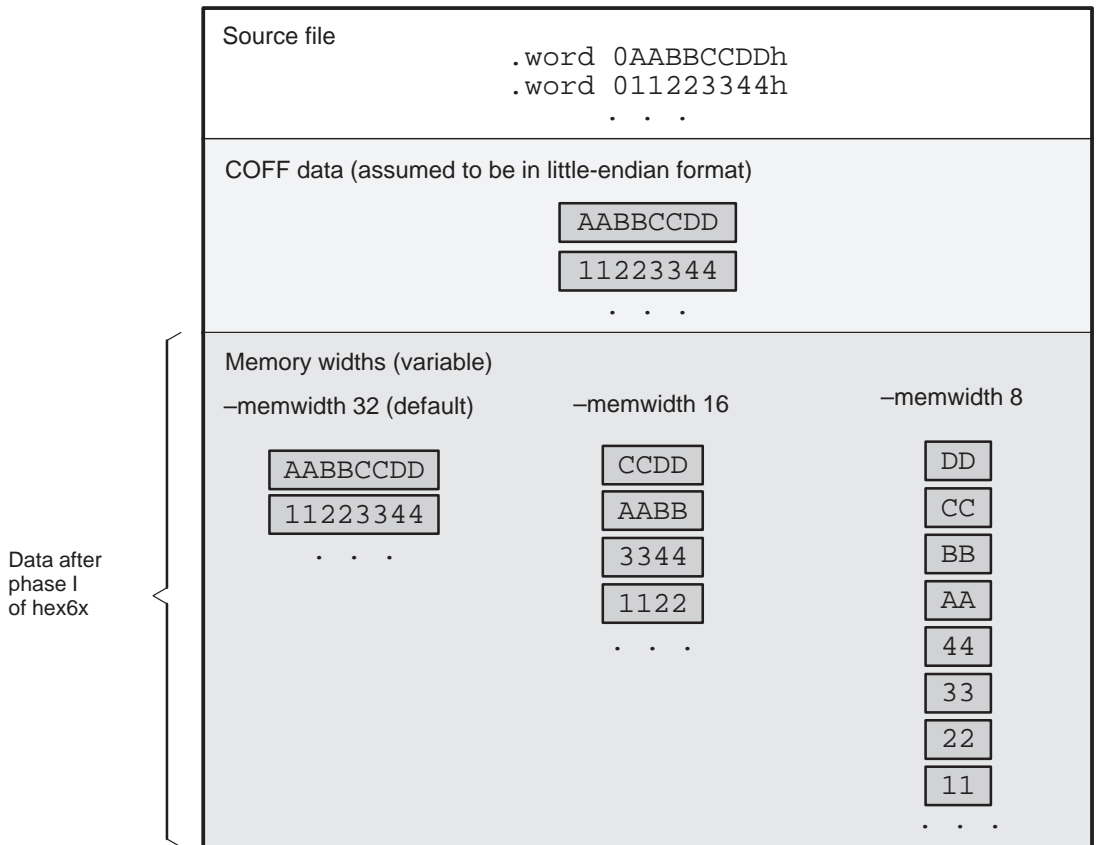 Source file
.word 0AABBCCDDh
.word 011223344h
. . .
COFF data (assumed to be in little-endian format)
AABBCCDD
11223344
. . .
Memory widths (variable)
–memwidth 32 (default)
AABBCCDD
11223344
. . .
–memwidth 16
CCDD
AABB
3344
1122
. . .
–memwidth 8
DD
CC
BB
AA
44
33
22
11
. . .
Data after
phase I
of hex6x